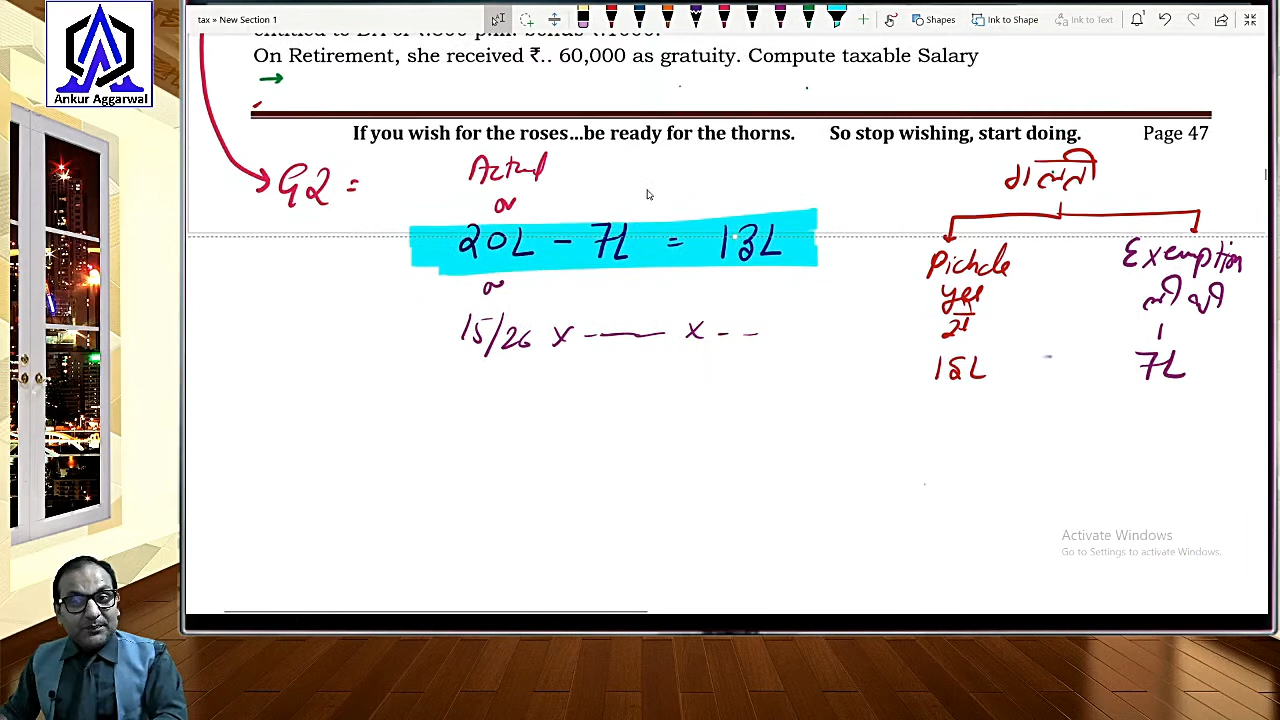 tax » New Section 1
Shapes
Ink to Shape
Ink to Text
On Retirement, she received ₹.. 60,000 as gratuity. Compute taxable Salary
Ankur Aggarwal
If you wish for the roses...be ready for the thorns. So stop wishing, start doing. Page 47
Actual
or
20L - 7L = 13L
or
15/26 x - —— x - -
गलती
Pichle
year
Exemption
ली थी
7L
Activate Windows
Go to Settings to activate Windows.